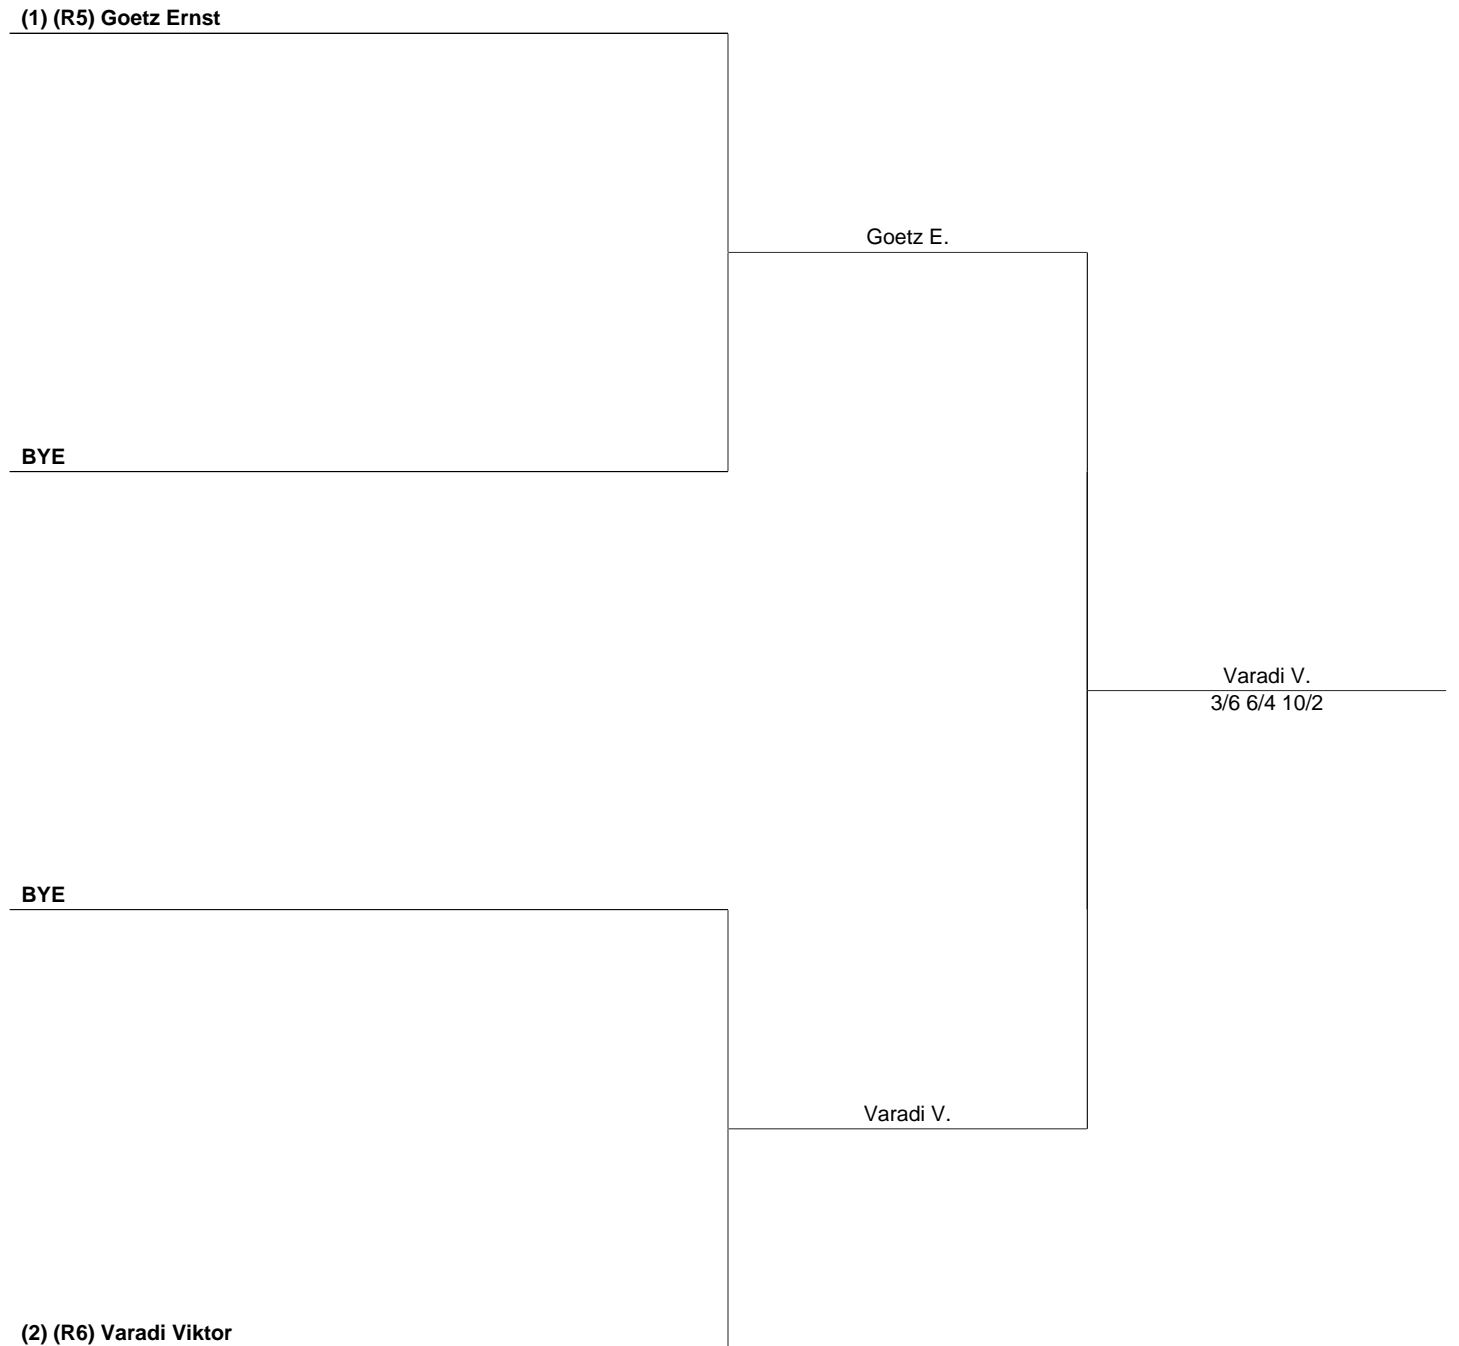 (1) (R5) Goetz Ernst
Goetz E.
BYE
Varadi V.
3/6 6/4 10/2
BYE
Varadi V.
(2) (R6) Varadi Viktor